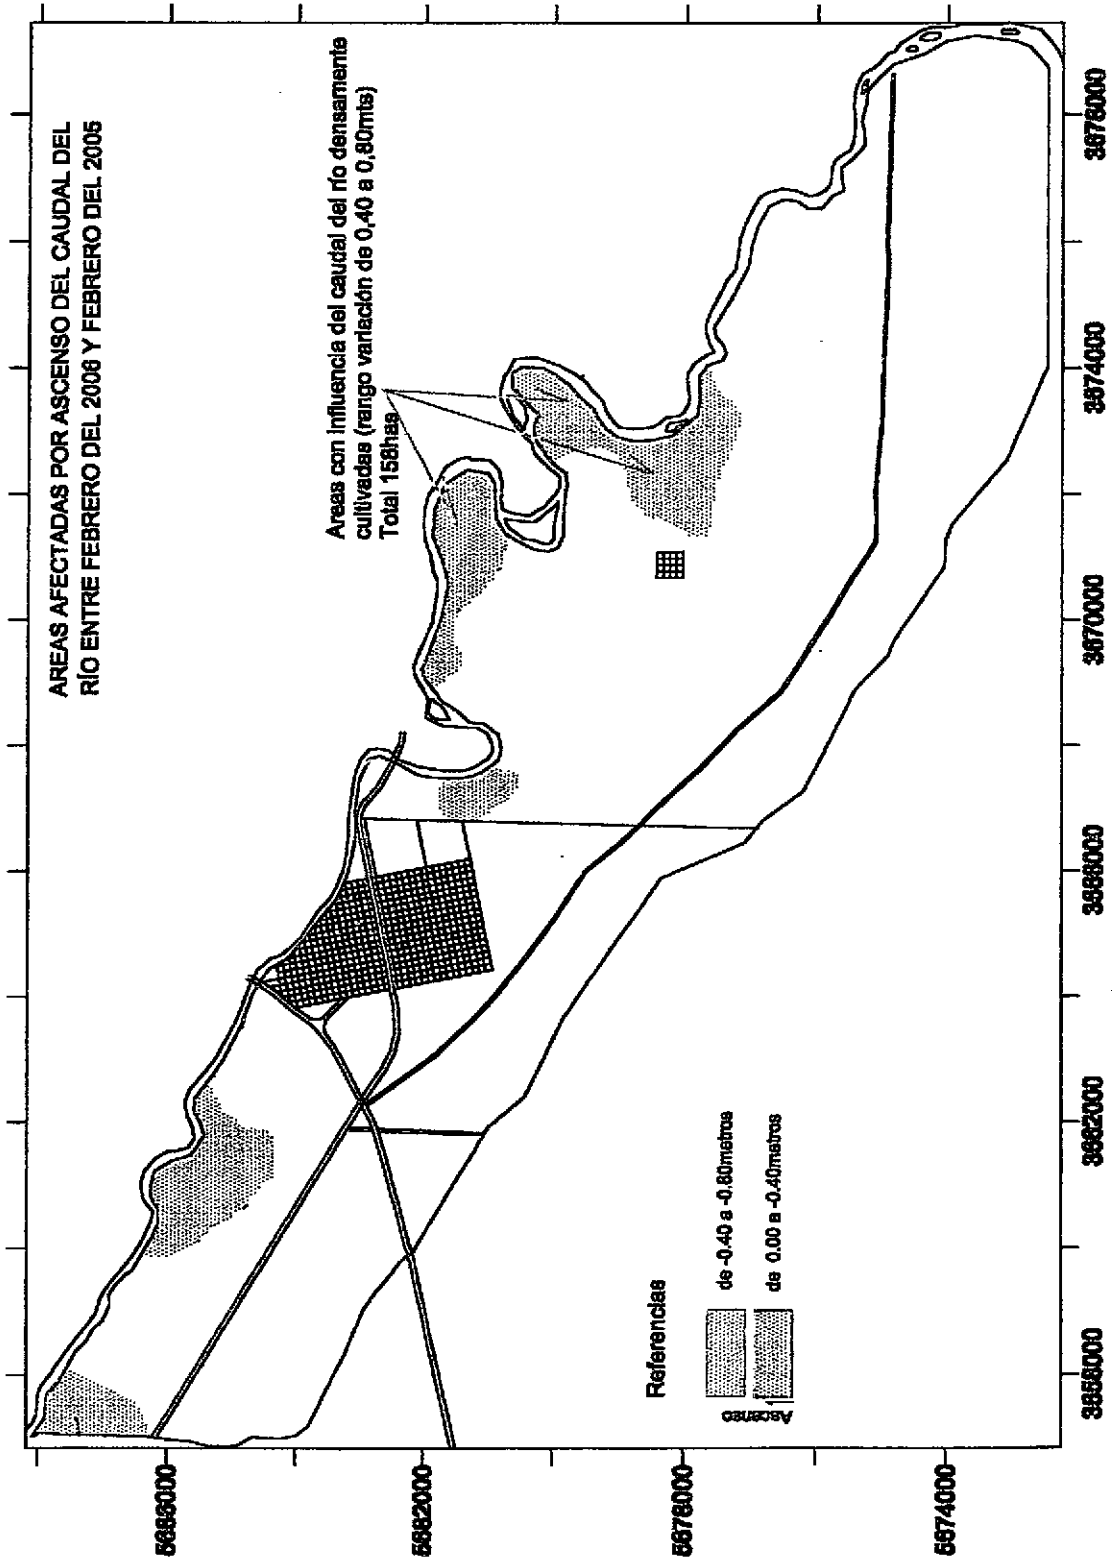 AREAS AFECTADAS POR ASCENSO DEL CAUDAL DEL
RÍO ENTRE FEBRERO DEL 2006 Y FEBRERO DEL 2005
Areas con influencia del caudal del río densamente
cultivadas (rango variación de 0,40 a 0,80mts)
Total 158has
Referencias
de -0.40 a -0.80metros
de 0.00 a -0.40metros
Ascenso
5686000
5682000
5678000
5674000
3658000
3662000
3666000
3670000
3674000
3678000